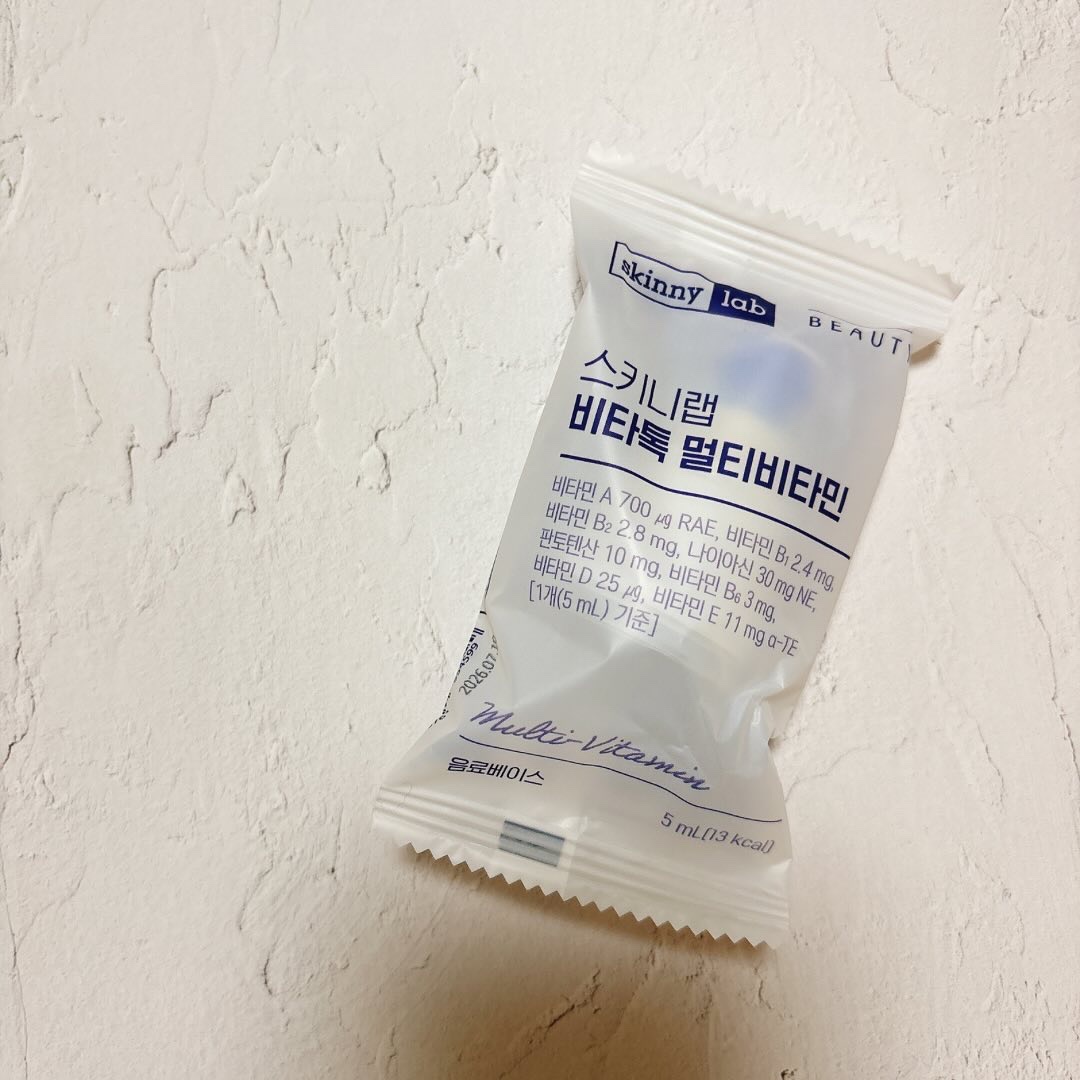 skinny lab
스키니랩
비타톡 멀티비타민
비타민 A 700 ㎍ RAE, 비타민 B₁ 2.4 mg,
비타민 B₂ 2.8 mg, 나이아신 30 mg NE,
판토텐산 10 mg, 비타민 B₆ 3 mg,
비타민 D 25 ㎍, 비타민 E 11 mg α-TE
[1개(5 mL) 기준]
Multi-Vitamin
음료베이스
5 mL(13 kcal)